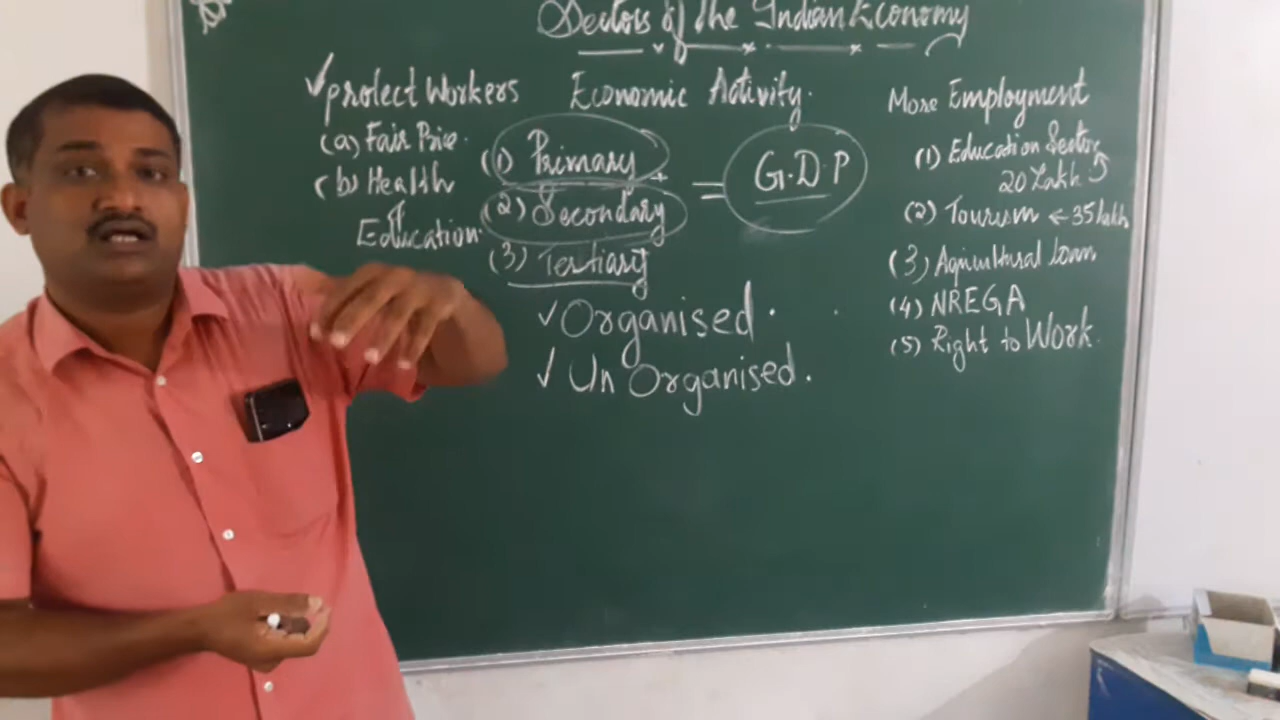 Sectors of the Indian Economy
✓ protect Workers
(a) Fair Price.
(b) Health
Education.
Economic Activity.
(1) Primary
(2) Secondary
(3) Tertiary
= G.D.P
✓ Organised.
✓ Un Organised.
More Employment
(1) Education Sector
20 Lakh
(2) Tourism ← 35 lakh
(3) Agricultural loan
(4) NREGA
(5) Right to Work.